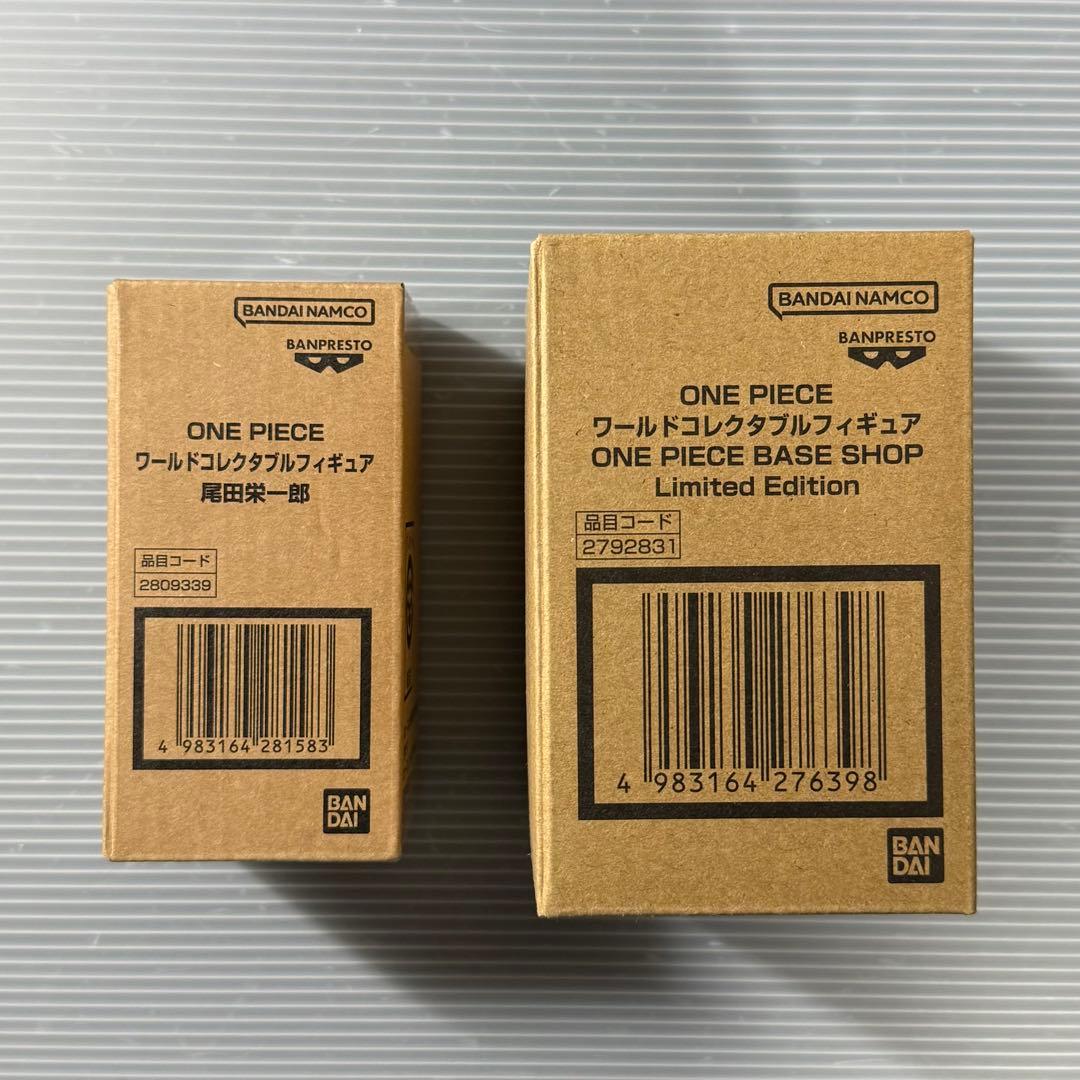 BANDAI NAMCO
BANPRESTO
ONE PIECE
ワールドコレクタブルフィギュア
尾田栄一郎
品目コード
2809339
4 983164 281583
BAN
DAI
BANDAI NAMCO
BANPRESTO
ONE PIECE
ワールドコレクタブルフィギュア
ONE PIECE BASE SHOP
Limited Edition
品目コード
2792831
4 983164 276398
BAN
DAI